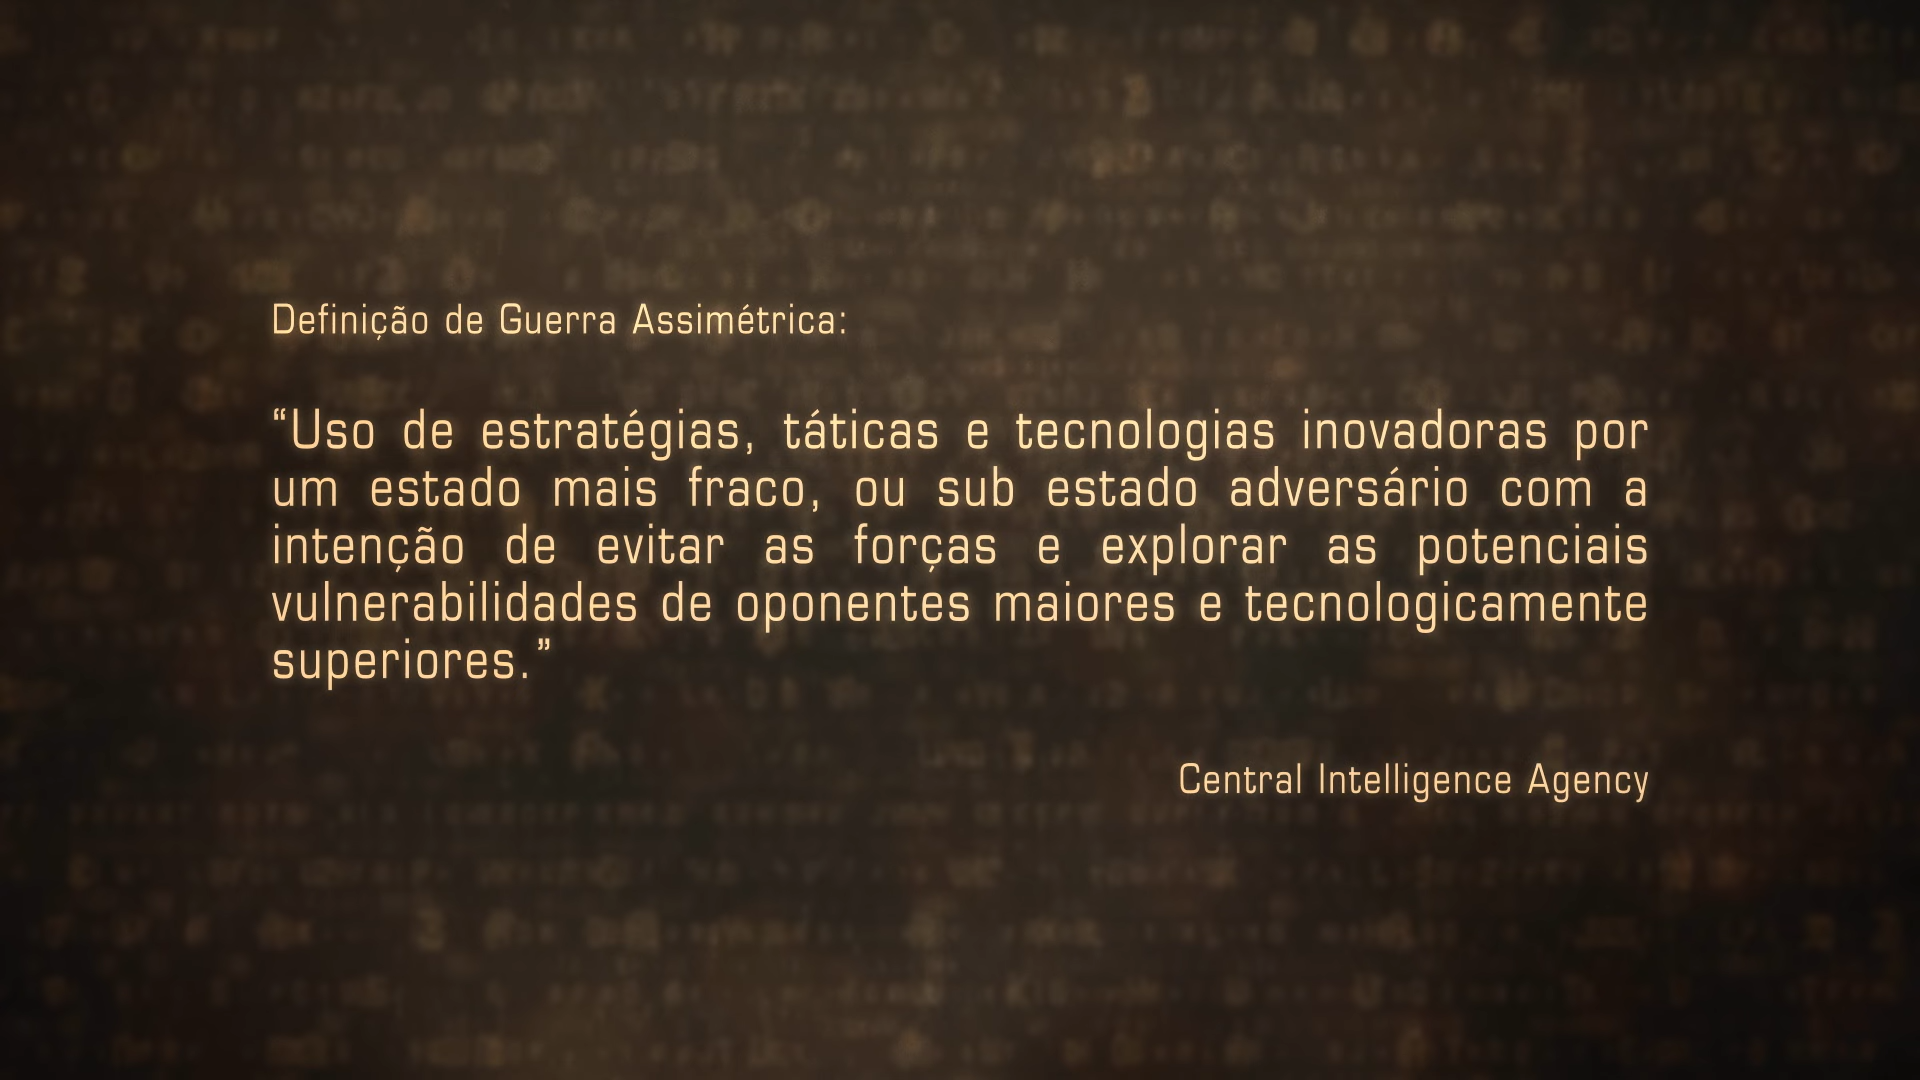 Definição de Guerra Assimétrica:
“Uso de estratégias, táticas e tecnologias inovadoras por
um estado mais fraco, ou sub estado adversário com a
intenção de evitar as forças e explorar as potenciais
vulnerabilidades de oponentes maiores e tecnologicamente
superiores.”
Central Intelligence Agency